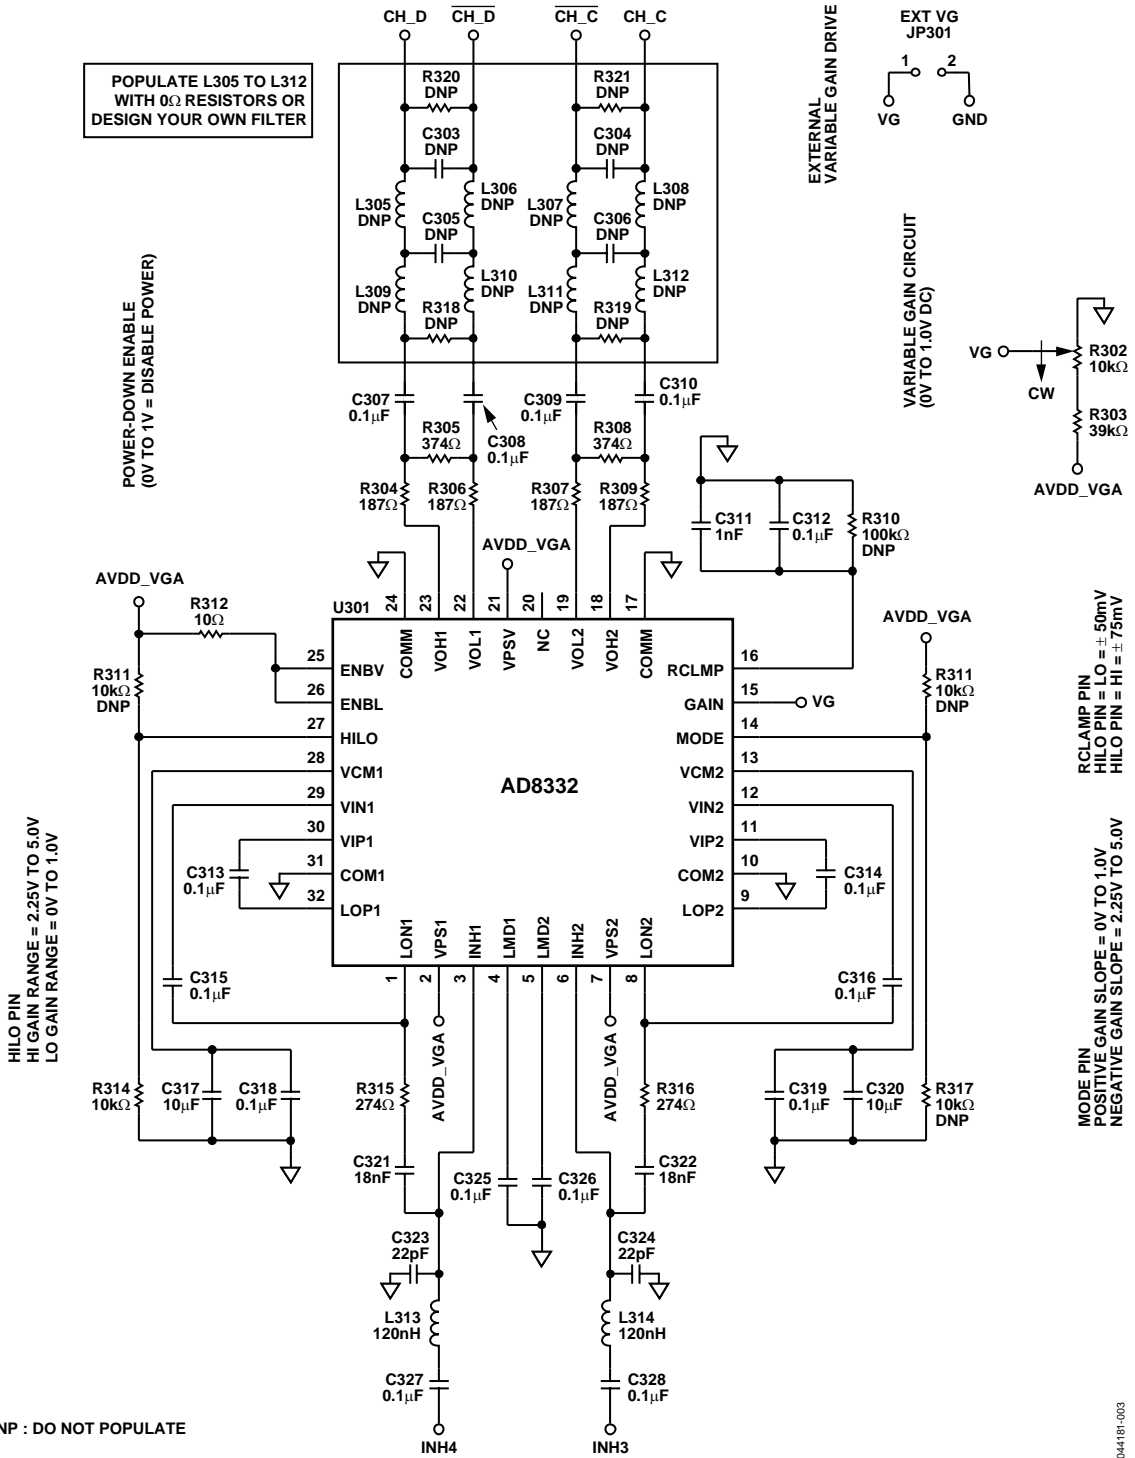 CH_D
CH_D
CH_C
CH_C
EXTERNAL
VARIABLE GAIN DRIVE
EXT VG
JP301
1
2
VG
GND
POPULATE L305 TO L312
WITH 0Ω RESISTORS OR
DESIGN YOUR OWN FILTER
R320
DNP
R321
DNP
C303
DNP
C304
DNP
L305
DNP
L306
DNP
L307
DNP
L308
DNP
C305
DNP
C306
DNP
L309
DNP
L310
DNP
L311
DNP
L312
DNP
R318
DNP
R319
DNP
POWER-DOWN ENABLE
(0V TO 1V = DISABLE POWER)
VARIABLE GAIN CIRCUIT
(0V TO 1.0V DC)
VG
CW
R302
10kΩ
R303
39kΩ
AVDD_VGA
C307
0.1μF
C308
0.1μF
C309
0.1μF
C310
0.1μF
R305
374Ω
R308
374Ω
R304
187Ω
R306
187Ω
R307
187Ω
R309
187Ω
C311
1nF
C312
0.1μF
R310
100kΩ
DNP
AVDD_VGA
AVDD_VGA
R312
10Ω
R311
10kΩ
DNP
AVDD_VGA
R311
10kΩ
DNP
U301
24
23
22
21
20
19
18
17
COMM
VOH1
VOL1
VPSV
NC
VOL2
VOH2
COMM
25
ENBV
26
ENBL
27
HILO
28
VCM1
29
VIN1
30
VIP1
31
COM1
32
LOP1
AD8332
RCLMP
16
GAIN
15
VG
MODE
14
VCM2
13
VIN2
12
VIP2
11
COM2
10
LOP2
9
LON1
VPS1
INH1
LMD1
LMD2
INH2
VPS2
LON2
1
2
3
4
5
6
7
8
RCLAMP PIN
HILO PIN = LO = ± 50mV
HILO PIN = HI = ± 75mV
HILO PIN
HI GAIN RANGE = 2.25V TO 5.0V
LO GAIN RANGE = 0V TO 1.0V
MODE PIN
POSITIVE GAIN SLOPE = 0V TO 1.0V
NEGATIVE GAIN SLOPE = 2.25V TO 5.0V
C313
0.1μF
C314
0.1μF
C315
0.1μF
C316
0.1μF
AVDD_VGA
AVDD_VGA
R314
10kΩ
C317
10μF
C318
0.1μF
R315
274Ω
R316
274Ω
C319
0.1μF
C320
10μF
R317
10kΩ
DNP
C321
18nF
C325
0.1μF
C326
0.1μF
C322
18nF
C323
22pF
C324
22pF
L313
120nH
L314
120nH
C327
0.1μF
C328
0.1μF
INH4
INH3
NP : DO NOT POPULATE
044181-003